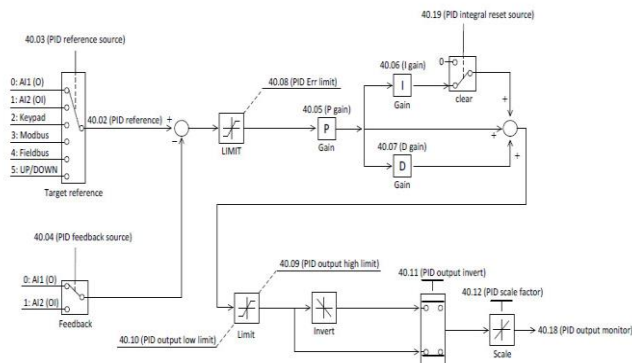 40.19 (PID integral reset source)
40.03 (PID reference source)
40.08 (PID Err limit)
40.06 (I gain)
0
0: AI1 (O)
1: AI2 (OI)
2: Keypad
3: Modbus
4: Fieldbus
5: UP/DOWN
Target reference
40.02 (PID reference)
+
−
LIMIT
40.05 (P gain)
P
Gain
I
Gain
clear
+
+
+
40.07 (D gain)
D
Gain
40.04 (PID feedback source)
0: AI1 (O)
1: AI2 (OI)
Feedback
40.09 (PID output high limit)
40.10 (PID output low limit)
Limit
Invert
40.11 (PID output invert)
40.12 (PID scale factor)
Scale
40.18 (PID output monitor)